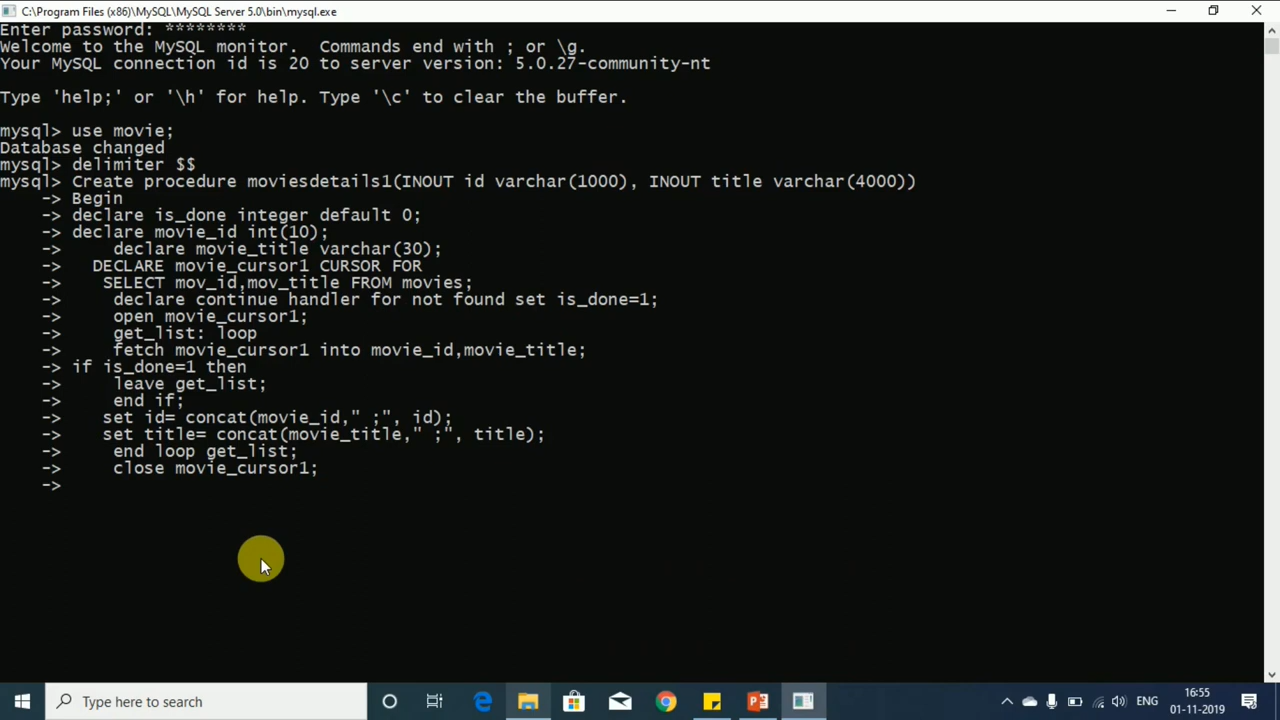 C:\Program Files (x86)\MySQL\MySQL Server 5.0\bin\mysql.exe
Enter password: ********
Welcome to the MySQL monitor.  Commands end with ; or \g.
Your MySQL connection id is 20 to server version: 5.0.27-community-nt
Type 'help;' or '\h' for help. Type '\c' to clear the buffer.
mysql> use movie;
Database changed
mysql> delimiter $$
mysql> Create procedure moviesdetails1(INOUT id varchar(1000), INOUT title varchar(4000))
    -> Begin
    -> declare is_done integer default 0;
    -> declare movie_id int(10);
    ->     declare movie_title varchar(30);
    ->   DECLARE movie_cursor1 CURSOR FOR
    ->    SELECT mov_id,mov_title FROM movies;
    ->     declare continue handler for not found set is_done=1;
    ->     open movie_cursor1;
    ->     get_list: loop
    ->     fetch movie_cursor1 into movie_id,movie_title;
    -> if is_done=1 then
    ->     leave get_list;
    ->     end if;
    ->    set id= concat(movie_id," ;", id);
    ->    set title= concat(movie_title," ;", title);
    ->     end loop get_list;
    ->     close movie_cursor1;
    ->
Type here to search
ENG
16:55
01-11-2019